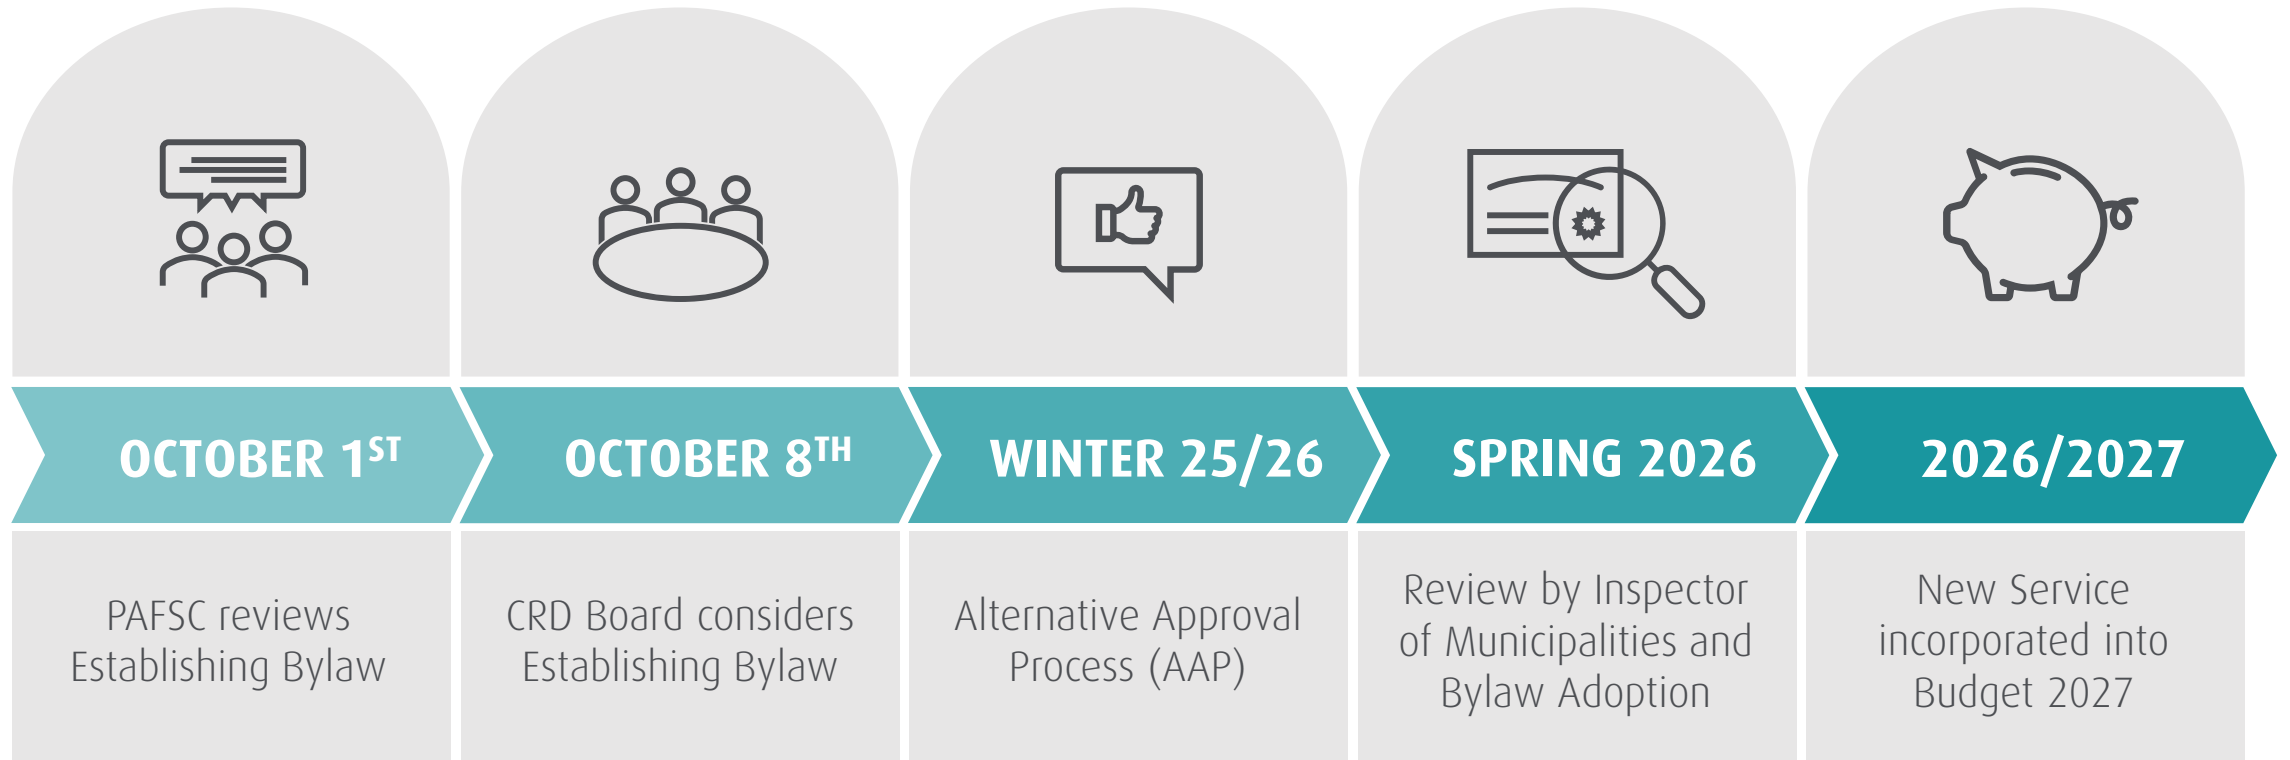 OCTOBER 1ST
OCTOBER 8TH
WINTER 25/26
SPRING 2026
2026/2027
PAFSC reviews
Establishing Bylaw
CRD Board considers
Establishing Bylaw
Alternative Approval
Process (AAP)
Review by Inspector
of Municipalities and
Bylaw Adoption
New Service
incorporated into
Budget 2027